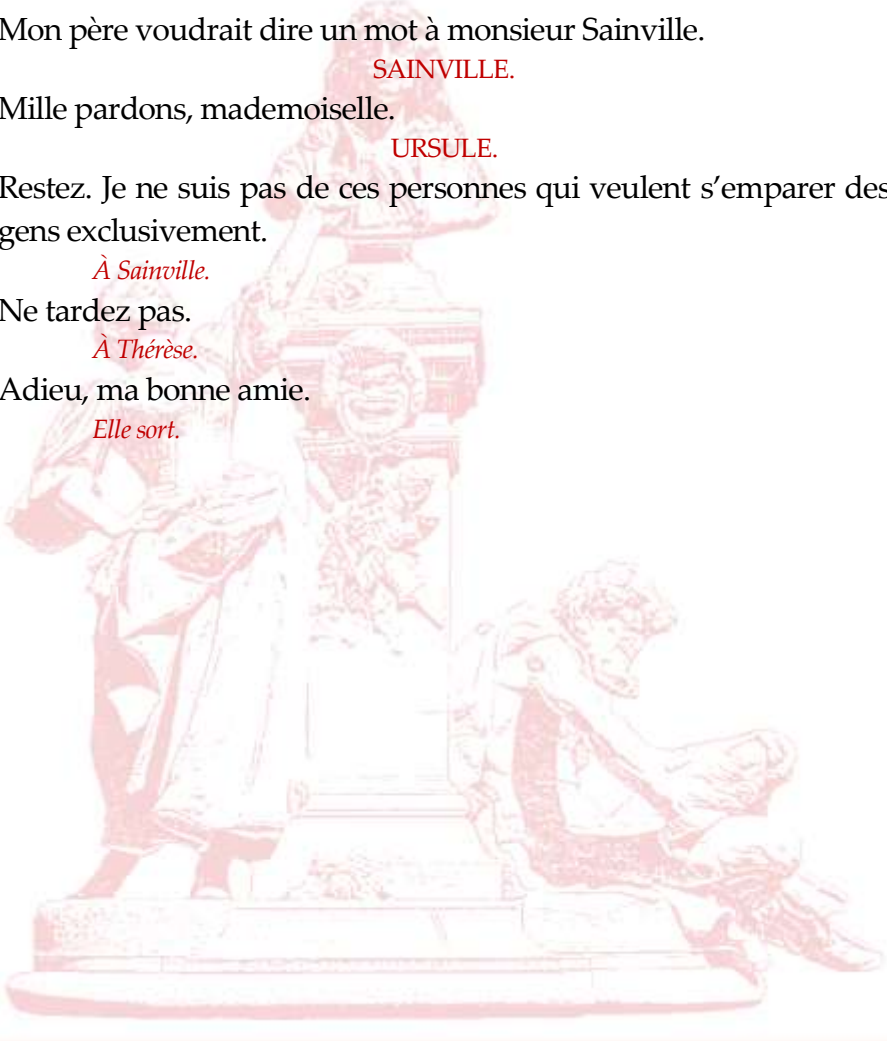 Mon père voudrait dire un mot à monsieur Sainville.
SAINVILLE.
Mille pardons, mademoiselle.
URSULE.
Restez. Je ne suis pas de ces personnes qui veulent s’emparer des
gens exclusivement.
À Sainville.
Ne tardez pas.
À Thérèse.
Adieu, ma bonne amie.
Elle sort.